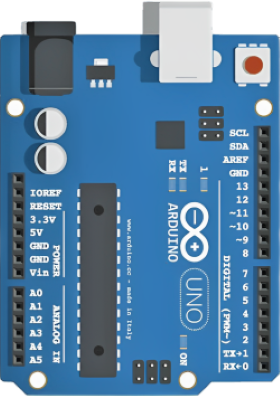 SCL
SDA
AREF
GND
13
12
~11
~10
~9
8
7
6
5
4
3
2
TX→1
RX←0
DIGITAL (PWM~)
TX
RX
1
ARDUINO
UNO
ON
www.arduino.cc - made in Italy
IOREF
RESET
3.3V
5V
GND
GND
Vin
POWER
A0
A1
A2
A3
A4
A5
ANALOG IN